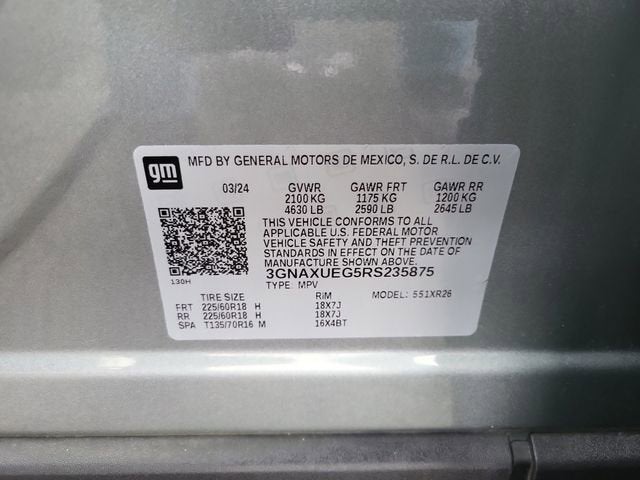 gm MFD BY GENERAL MOTORS DE MEXICO, S. DE R.L. DE C.V.
03/24 GVWR GAWR FRT GAWR RR
2100 KG 1175 KG 1200 KG
4630 LB 2590 LB 2645 LB
THIS VEHICLE CONFORMS TO ALL
APPLICABLE U.S. FEDERAL MOTOR
VEHICLE SAFETY AND THEFT PREVENTION
STANDARDS IN EFFECT ON THE DATE OF
MANUFACTURE SHOWN ABOVE.
3GNAXUEG5RS235875
130H TYPE: MPV
TIRE SIZE RIM MODEL: 551XR26
FRT 225/60R18 H 18X7J
RR 225/60R18 H 18X7J
SPA T135/70R16 M 16X4BT